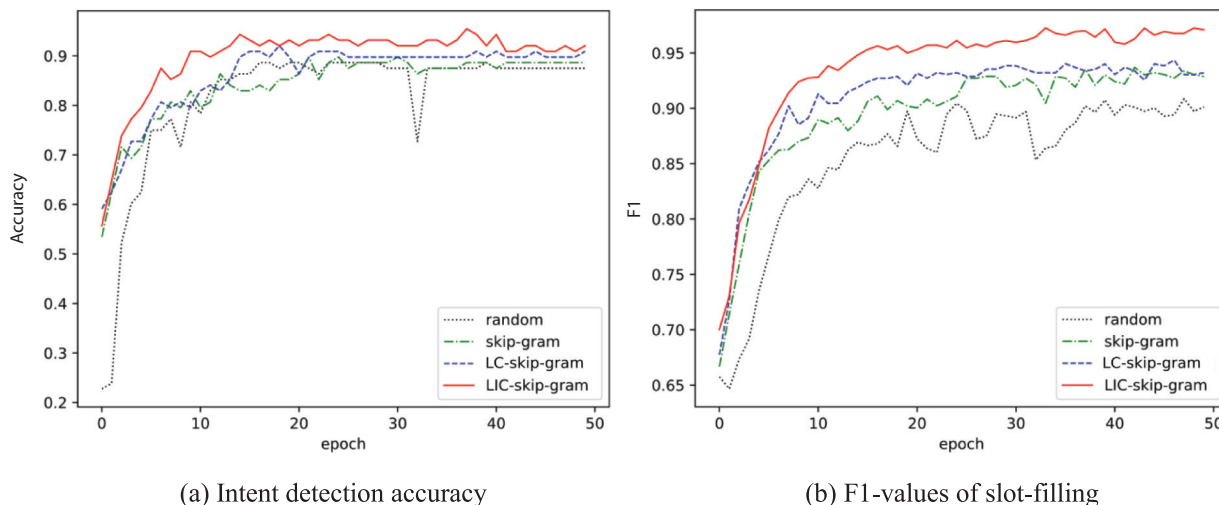 0.9
0.8
0.7
0.6
0.5
0.4
0.3
0.2
Accuracy
0 10 20 30 40 50
epoch
random
skip-gram
LC-skip-gram
LIC-skip-gram
(a) Intent detection accuracy
0.95
0.90
0.85
0.80
0.75
0.70
0.65
F1
0 10 20 30 40 50
epoch
random
skip-gram
LC-skip-gram
LIC-skip-gram
(b) F1-values of slot-filling